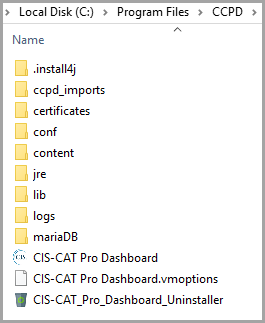 Local Disk (C:) > Program Files > CCPD >
Name
.install4j
ccpd_imports
certificates
conf
content
jre
lib
logs
mariaDB
CIS CIS-CAT Pro Dashboard
CIS-CAT Pro Dashboard.vmoptions
CIS-CAT_Pro_Dashboard_Uninstaller